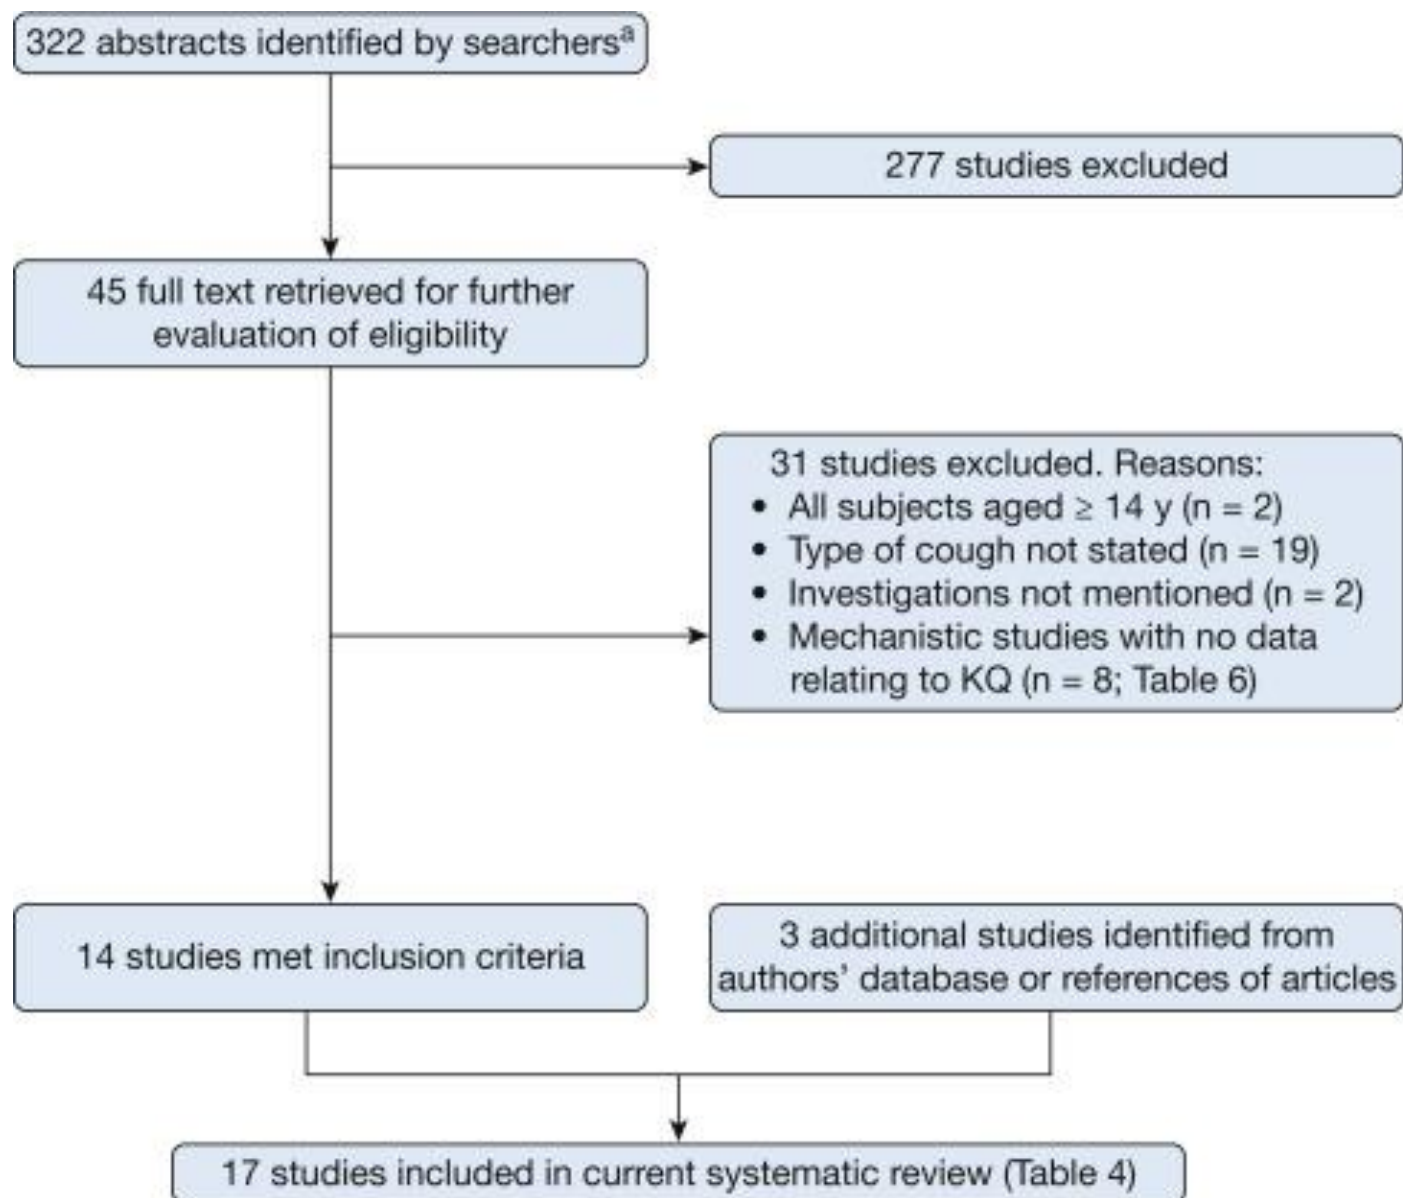 322 abstracts identified by searchersª
277 studies excluded
45 full text retrieved for further
evaluation of eligibility
31 studies excluded. Reasons:
• All subjects aged ≥ 14 y (n = 2)
• Type of cough not stated (n = 19)
• Investigations not mentioned (n = 2)
• Mechanistic studies with no data
relating to KQ (n = 8; Table 6)
14 studies met inclusion criteria
3 additional studies identified from
authors’ database or references of articles
17 studies included in current systematic review (Table 4)